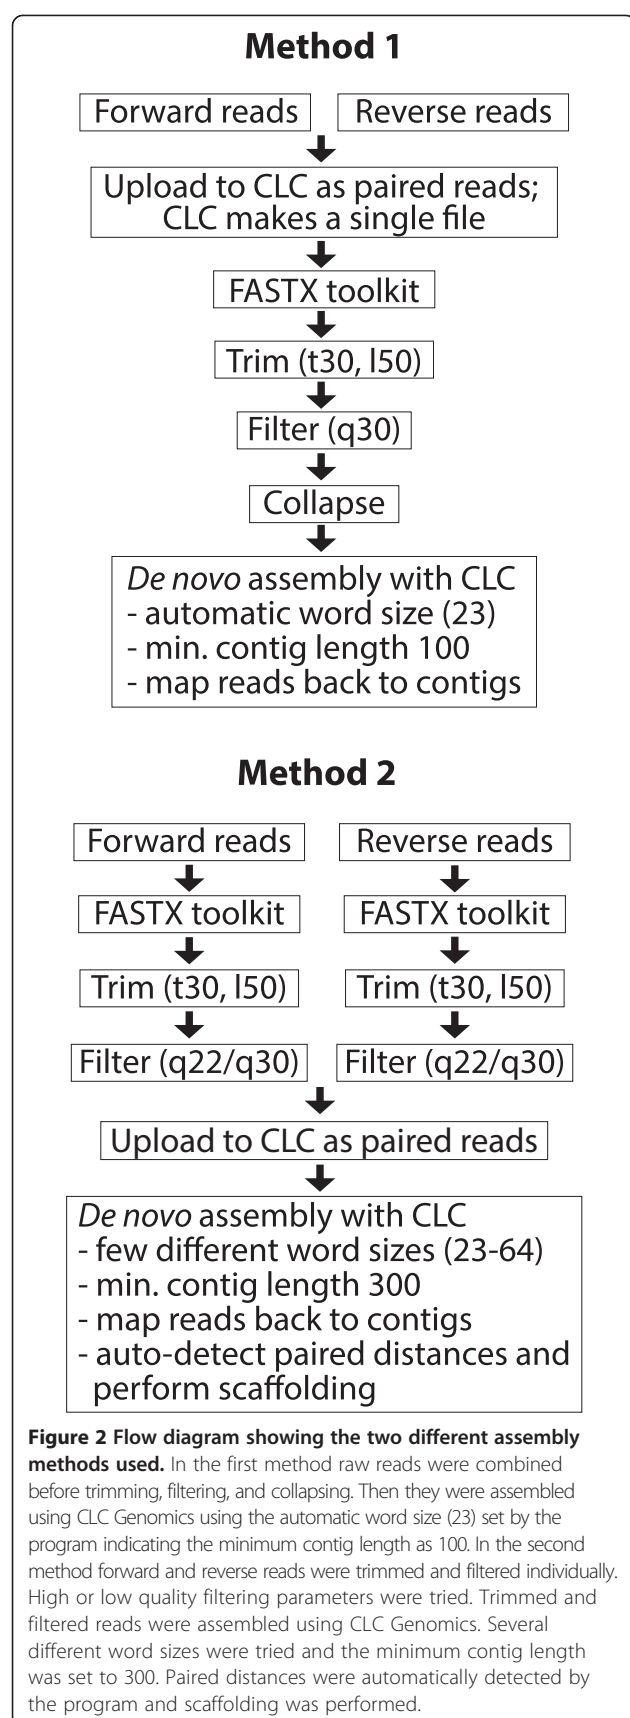 Method 1
Forward reads
Reverse reads
Upload to CLC as paired reads;
CLC makes a single file
FASTX toolkit
Trim (t30, l50)
Filter (q30)
Collapse
De novo assembly with CLC
- automatic word size (23)
- min. contig length 100
- map reads back to contigs
Method 2
Forward reads
Reverse reads
FASTX toolkit
FASTX toolkit
Trim (t30, l50)
Trim (t30, l50)
Filter (q22/q30)
Filter (q22/q30)
Upload to CLC as paired reads
De novo assembly with CLC
- few different word sizes (23-64)
- min. contig length 300
- map reads back to contigs
- auto-detect paired distances and
perform scaffolding
Figure 2 Flow diagram showing the two different assembly
methods used. In the first method raw reads were combined
before trimming, filtering, and collapsing. Then they were assembled
using CLC Genomics using the automatic word size (23) set by the
program indicating the minimum contig length as 100. In the second
method forward and reverse reads were trimmed and filtered individually.
High or low quality filtering parameters were tried. Trimmed and
filtered reads were assembled using CLC Genomics. Several
different word sizes were tried and the minimum contig length
was set to 300. Paired distances were automatically detected by
the program and scaffolding was performed.